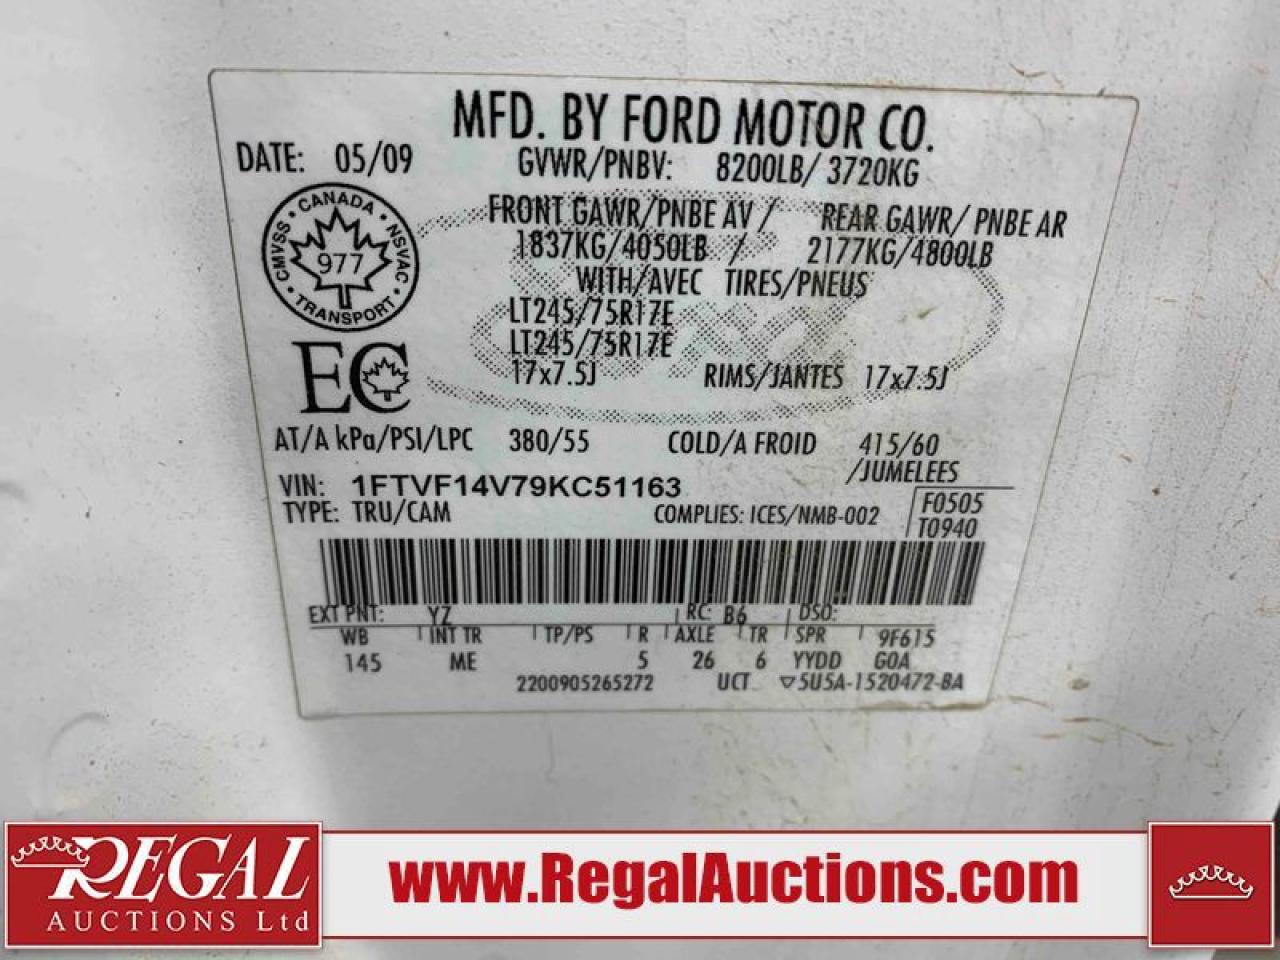 MFD. BY FORD MOTOR CO.
DATE: 05/09 GVWR/PNBV: 8200LB/ 3720KG
FRONT GAWR/PNBE AV / REAR GAWR/ PNBE AR
1837KG/4050LB / 2177KG/4800LB
WITH/AVEC TIRES/PNEUS
LT245/75R17E
LT245/75R17E
17x7.5J RIMS/JANTES 17x7.5J
CANADA
CMVSS
977
NSVAC
TRANSPORT
EC
AT/A kPa/PSI/LPC 380/55 COLD/A FROID 415/60
/JUMELEES
VIN: 1FTVF14V79KC51163
TYPE: TRU/CAM COMPLIES: ICES/NMB-002
F0505
T0940
EXT PNT: YZ RC: B6 DSO:
WB INT TR TP/PS R AXLE TR SPR 9F615
145 ME 5 26 6 YYDD G0A
2200905265272 UCT ▽5U5A-1520472-BA
REGAL
AUCTIONS Ltd
www.RegalAuctions.com